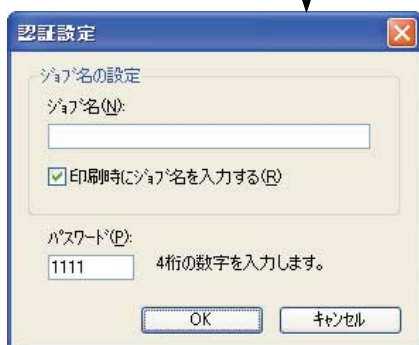 認証設定
ｼﾞｮﾌﾞ名の設定
ｼﾞｮﾌﾞ名(N):
印刷時にｼﾞｮﾌﾞ名を入力する(R)
ﾊﾟｽワｰﾄﾞ(P):
1111 4桁の数字を入力します。
OK ｷｬﾝｾﾙ